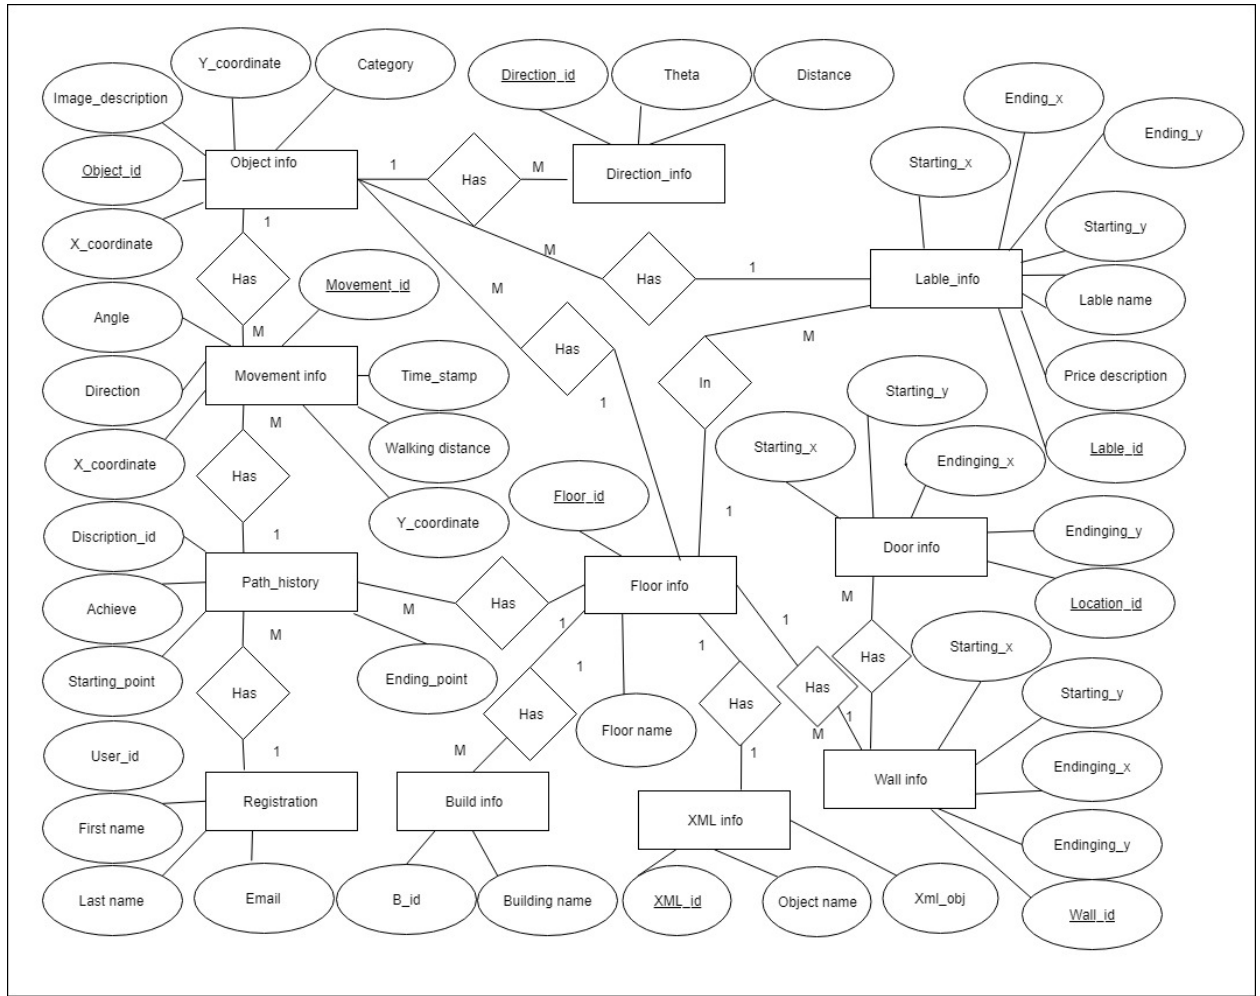 Y_coordinate
Category
Image_description
Object_id
X_coordinate
Object info
Direction_id
Theta
Distance
1
Has
M
Direction_info
Ending_x
Ending_y
Starting_x
Starting_y
Lable name
Price description
Lable_id
Lable_info
1
Has
M
M
Has
1
M
Has
1
M
In
1
Movement_id
Angle
Direction
X_coordinate
Movement info
Time_stamp
Walking distance
Y_coordinate
M
Has
1
Starting_y
Starting_x
Endinging_x
Endinging_y
Location_id
Door info
Floor_id
Floor info
Floor name
Discription_id
Achieve
Starting_point
Path_history
Ending_point
M
Has
1
M
Has
1
1
Has
M
1
Has
1
1
Has
M
M
Has
1
User_id
First name
Last name
Registration
Email
Build info
B_id
Building name
XML info
XML_id
Object name
Xml_obj
Wall info
Starting_x
Starting_y
Endinging_x
Endinging_y
Wall_id